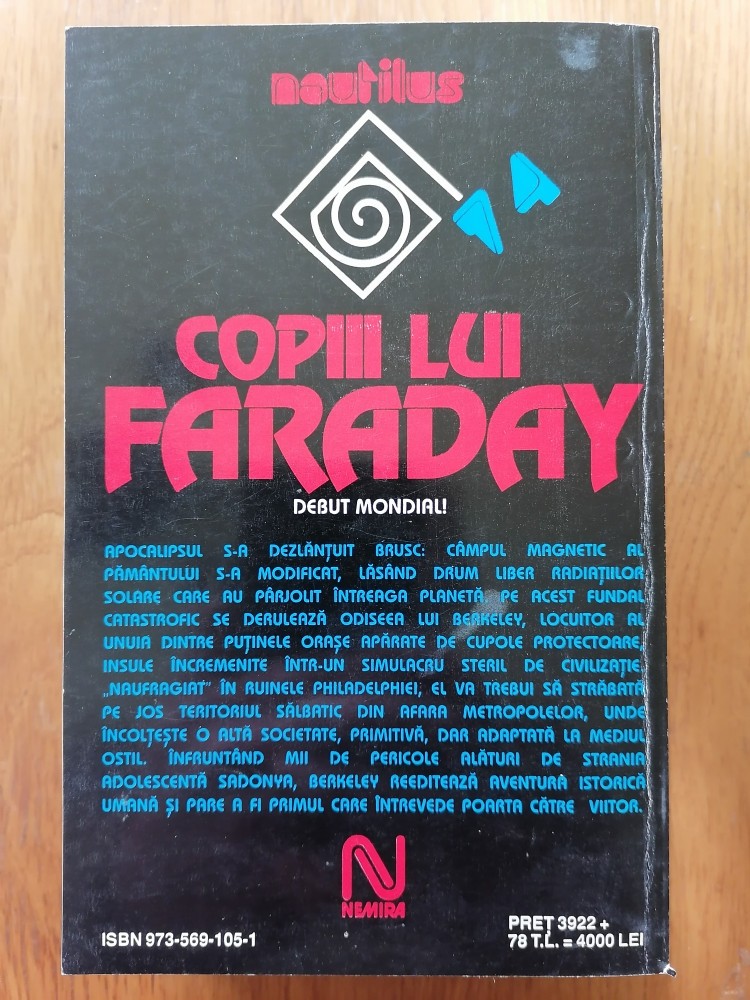 nautilus
COPIII LUI
FARADAY
DEBUT MONDIAL!
APOCALIPSUL S-A DEZLĂNȚUIT BRUSC: CÂMPUL MAGNETIC AL
PĂMÂNTULUI S-A MODIFICAT, LĂSÂND DRUM LIBER RADIAȚIILOR
SOLARE CARE AU PÂRJOLIT ÎNTREAGA PLANETĂ. PE ACEST FUNDAL
CATASTROFIC SE DERULEAZĂ ODISEEA LUI BERKELEY, LOCUITOR AL
UNUIA DINTRE PUȚINELE ORAȘE APĂRATE DE CUPOLE PROTECTOARE,
INSULE ÎNCREMENITE ÎNTR-UN SIMULACRU STERIL DE CIVILIZAȚIE.
„NAUFRAGIAT" ÎN RUINELE PHILADELPHIEI, EL VA TREBUI SĂ STRĂBATĂ
PE JOS TERITORIUL SĂLBATIC DIN AFARA METROPOLELOR, UNDE
ÎNCOLȚEȘTE O ALTĂ SOCIETATE, PRIMITIVĂ, DAR ADAPTATĂ LA MEDIUL
OSTIL. ÎNFRUNTÂND MII DE PERICOLE ALĂTURI DE STRANIA
ADOLESCENTĂ SADONYA, BERKELEY REEDITEAZĂ AVENTURA ISTORICĂ
UMANĂ ȘI PARE A FI PRIMUL CARE ÎNTREVEDE POARTA CĂTRE VIITOR.
NEMIRA
ISBN 973-569-105-1
PREȚ 3922 +
78 T.L. = 4000 LEI